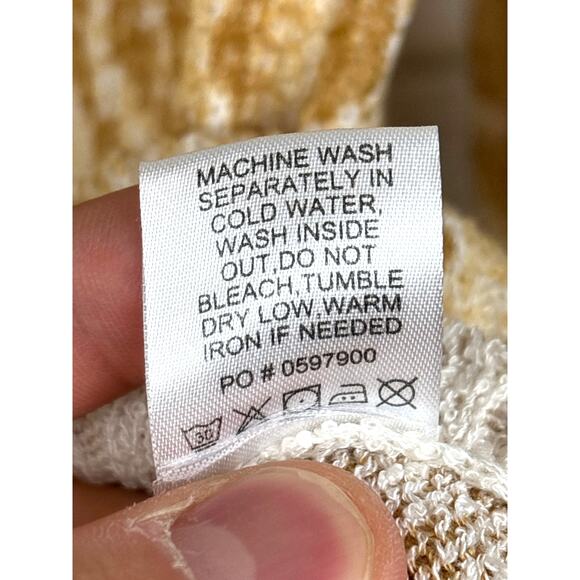 MACHINE WASH
SEPARATELY IN
COLD WATER,
WASH INSIDE
OUT,DO NOT
BLEACH,TUMBLE
DRY LOW,WARM
IRON IF NEEDED
PO # 0597900
30